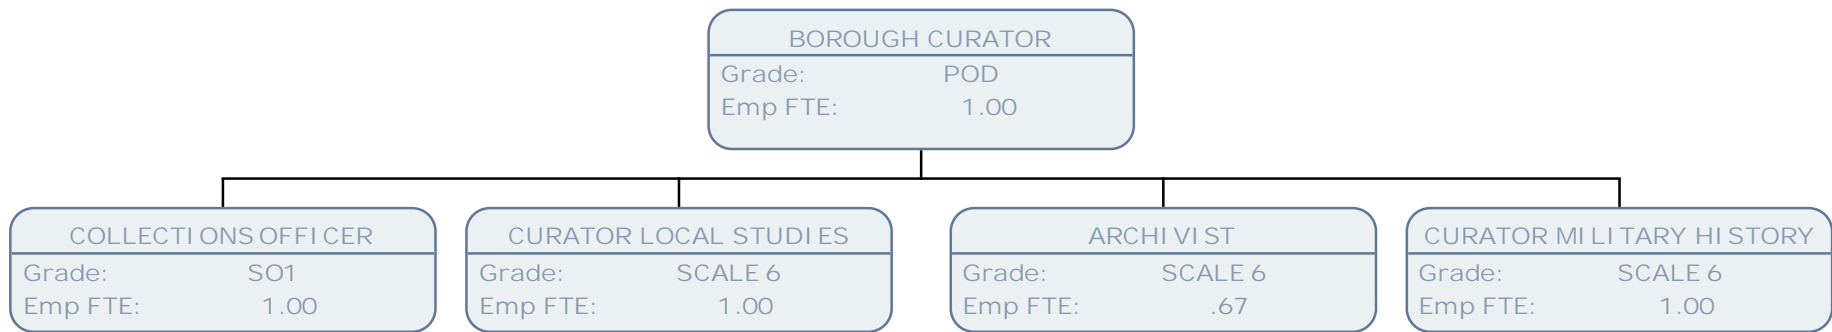 BOROUGH CURATOR
Grade: POD
Emp FTE: 1.00
COLLECTIONS OFFICER
Grade: SO1
Emp FTE: 1.00
CURATOR LOCAL STUDIES
Grade: SCALE 6
Emp FTE: 1.00
ARCHIVIST
Grade: SCALE 6
Emp FTE: .67
CURATOR MILITARY HISTORY
Grade: SCALE 6
Emp FTE: 1.00